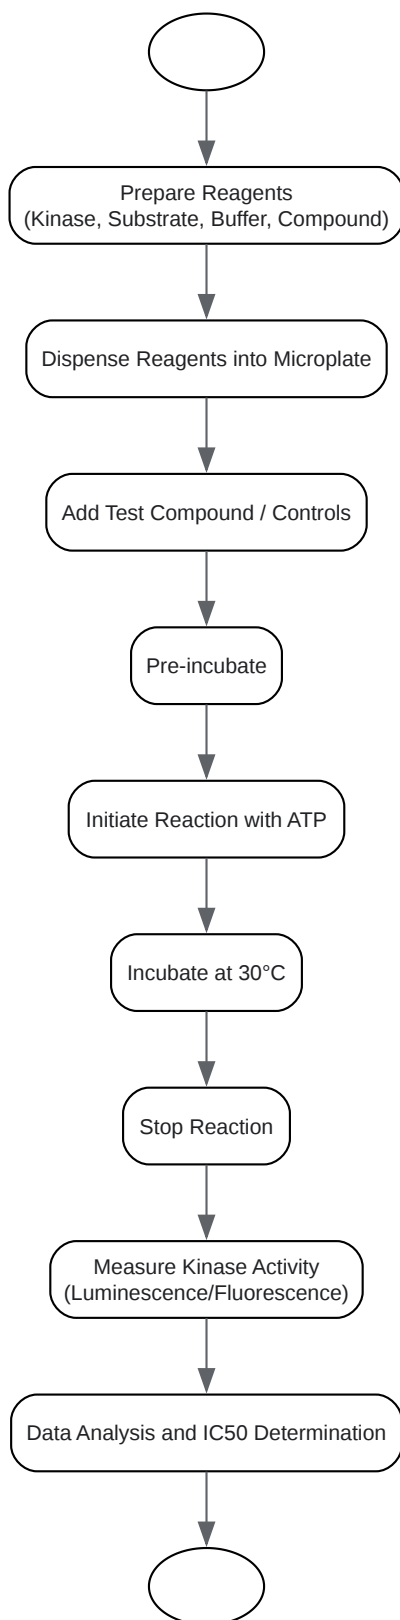 Prepare Reagents
(Kinase, Substrate, Buffer, Compound)
Dispense Reagents into Microplate
Add Test Compound / Controls
Pre-incubate
Initiate Reaction with ATP
Incubate at 30°C
Stop Reaction
Measure Kinase Activity
(Luminescence/Fluorescence)
Data Analysis and IC50 Determination